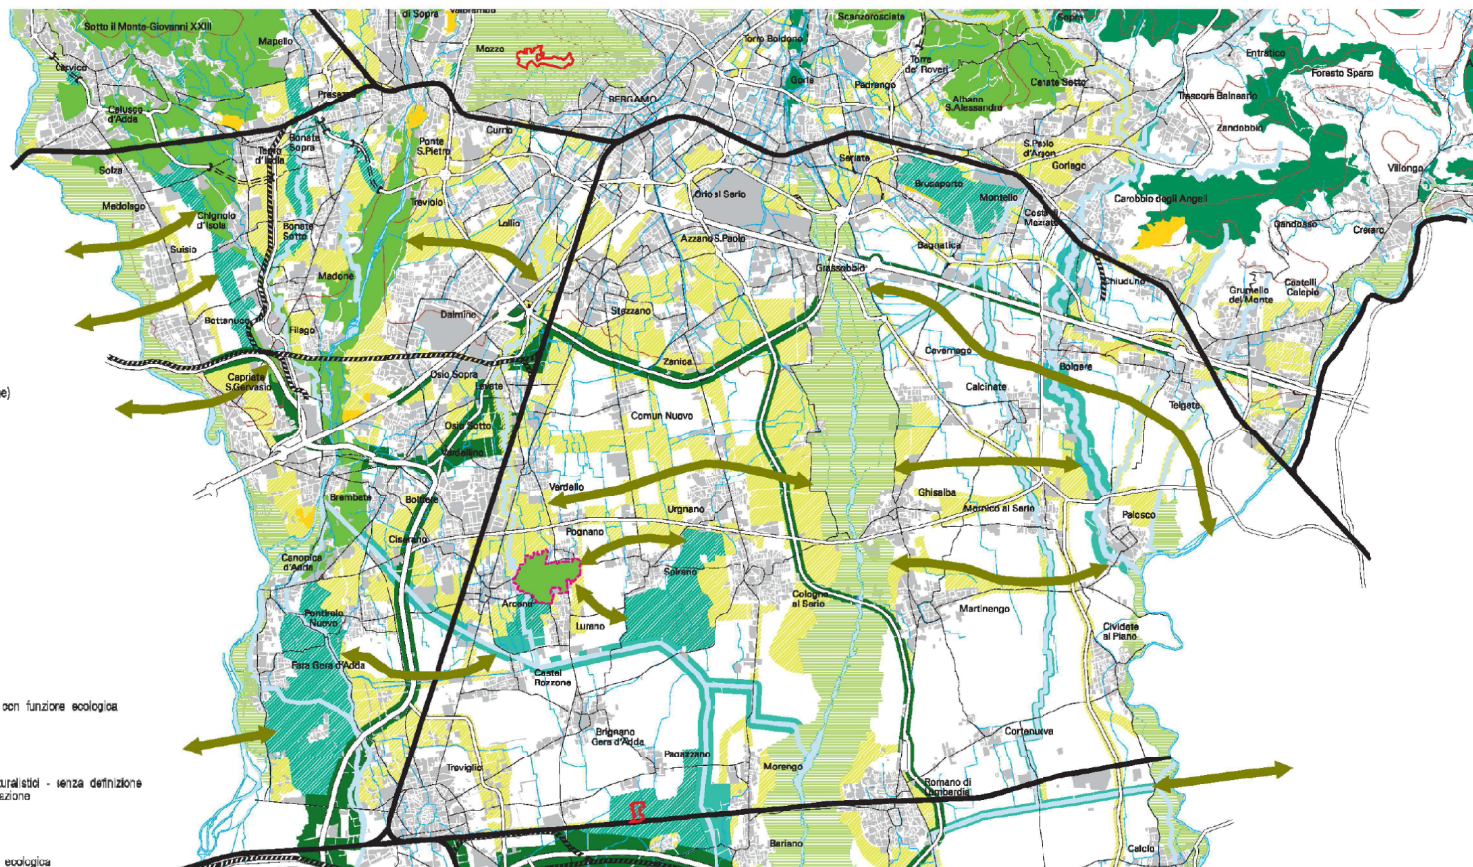 di Sopra
Valbrembo
Scanzorosciate
Sopra
Sotto il Monte Giovanni XXIII
Mapello
Mozzo
Torre Boldone
Entratico
Foresto Sparo
Torre
de' Roveri
Cenate Sotto
Gorle
Calusco
d'Adda
Presezzo
BERGAMO
Pedrengo
Albano
S.Alessandro
Trescore Balneario
Zandobbio
Curno
Bonate
Sopra
Ponte
S.Pietro
Terno
d'Isola
Seriate
S.Paolo
d'Argon
Gorlago
Villongo
Solza
Brusaporto
Montello
Medolago
Treviolo
Orio al Serio
Carobbio degli Angeli
Chignolo
d'Isola
Bonate
Sotto
Lallio
Costa di
Mezzate
Gandosso
Credaro
Suisio
Azzano S.Paolo
Bagnatica
Madone
Grassobbio
Chiuduno
Grumello
del Monte
Castelli
Calepio
Bottanuco
Filago
Dalmine
Stezzano
Zanica
Cavernago
Bolgare
Capriate
S.Gervasio
Osio Sopra
Levate
Calcinate
e)
Comun Nuovo
Telgate
Osio Sotto
Verdellino
Brembate
Boltiere
Verdello
Ghisalba
Urgnano
Mornico al Serio
Palosco
Pognano
Ciserano
Canonica
d'Adda
Spirano
Arcene
Cologno
al Serio
Martinengo
Pontirolo
Nuovo
Lurano
Cividate
al Piano
Fara Gera d'Adda
Castel
Rozzone
con funzione ecologica
Brignano
Gera d'Adda
Cortenuova
Pagazzano
Treviglio
Morengo
Romano di
Lombardia
uralistici - senza definizione
azione
Bariano
Calcio
ecologica